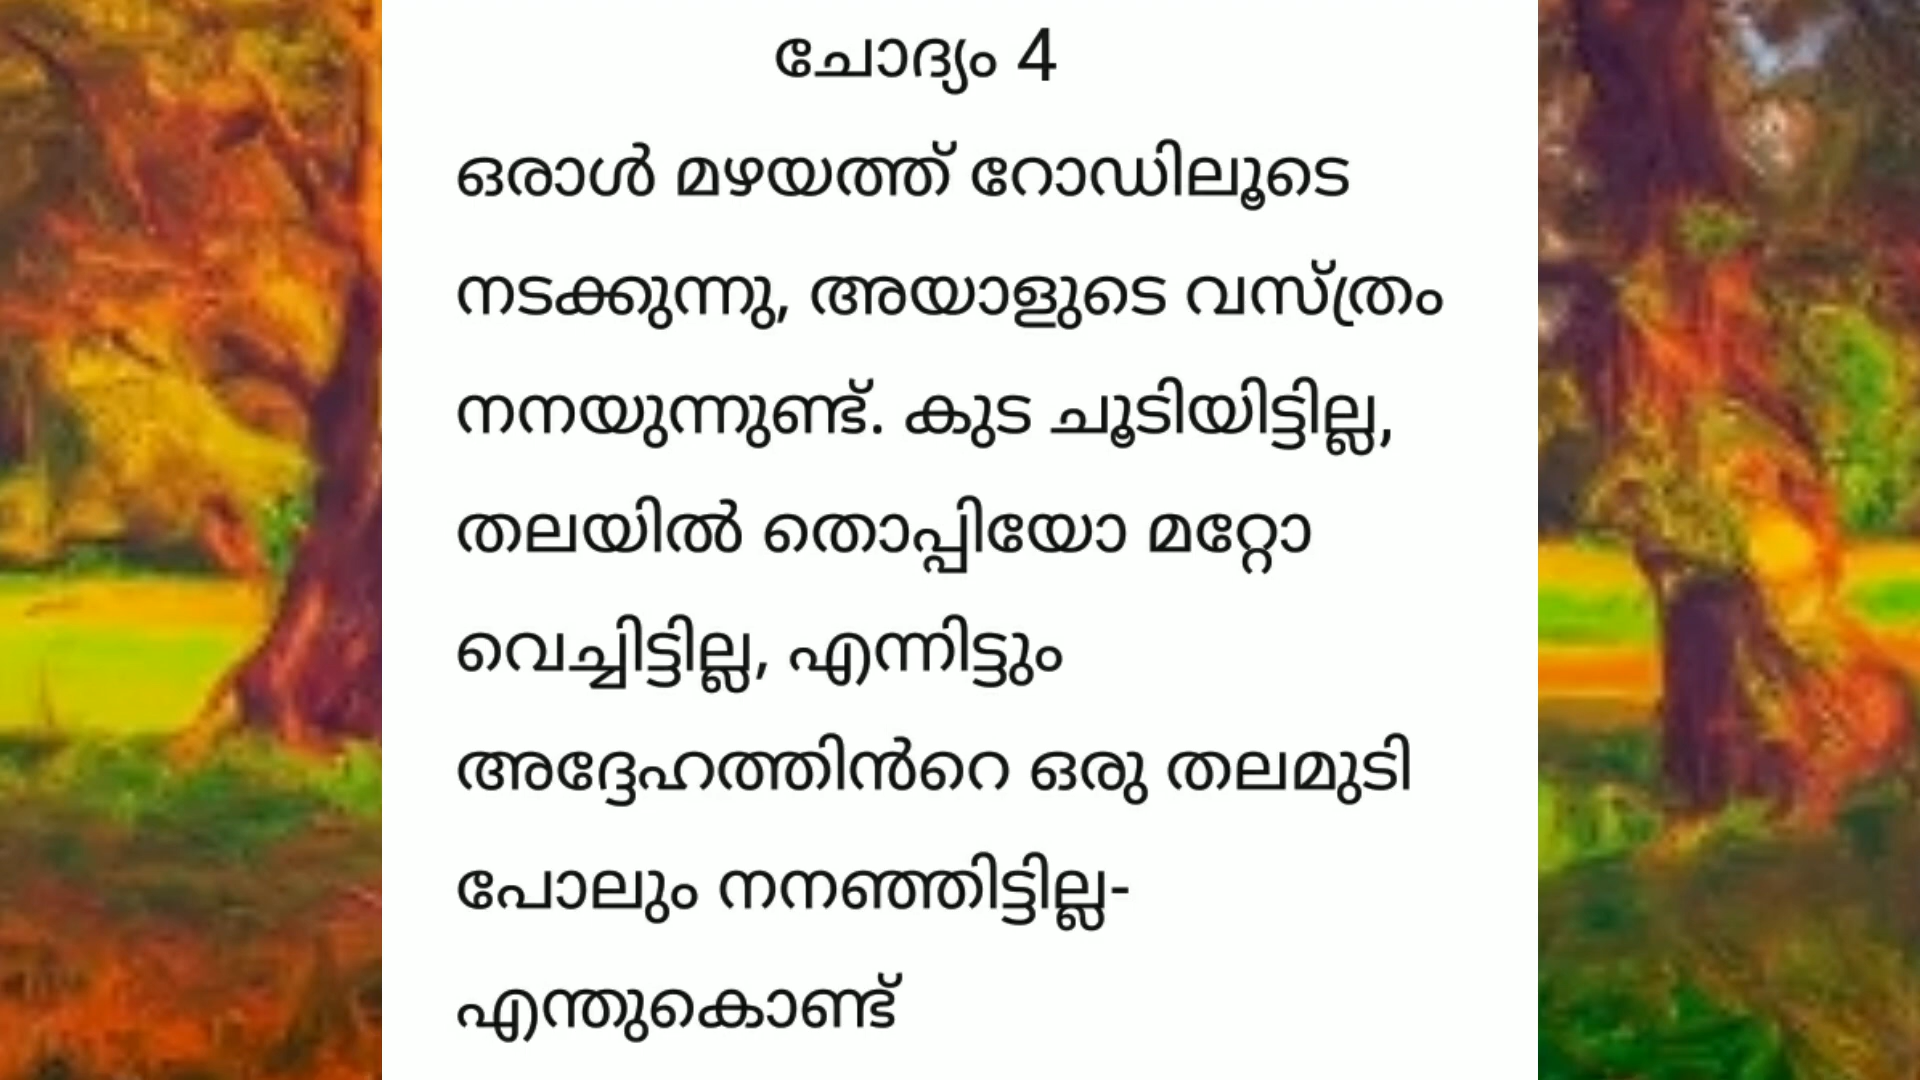 ചോദ്യം 4
ഒരാൾ മഴയത്ത് റോഡിലൂടെ
നടക്കുന്നു, അയാളുടെ വസ്ത്രം
നനയുന്നുണ്ട്. കുട ചൂടിയിട്ടില്ല,
തലയിൽ തൊപ്പിയോ മറ്റോ
വെച്ചിട്ടില്ല, എന്നിട്ടും
അദ്ദേഹത്തിൻറെ ഒരു തലമുടി
പോലും നനഞ്ഞിട്ടില്ല-
എന്തുകൊണ്ട്